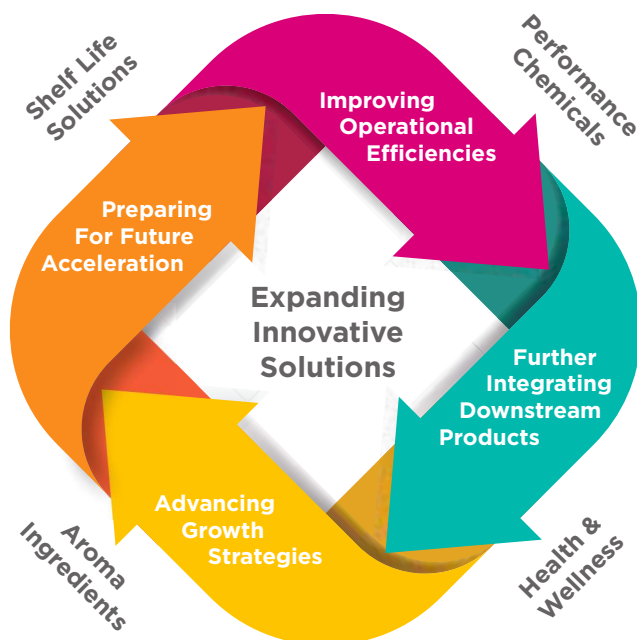 Shelf Life
Solutions
Performance
Chemicals
Improving
Operational
Efficiencies
Preparing
For Future
Acceleration
Expanding
Innovative
Solutions
Further
Integrating
Downstream
Products
Advancing
Growth
Strategies
Aroma
Ingredients
Health &
Wellness